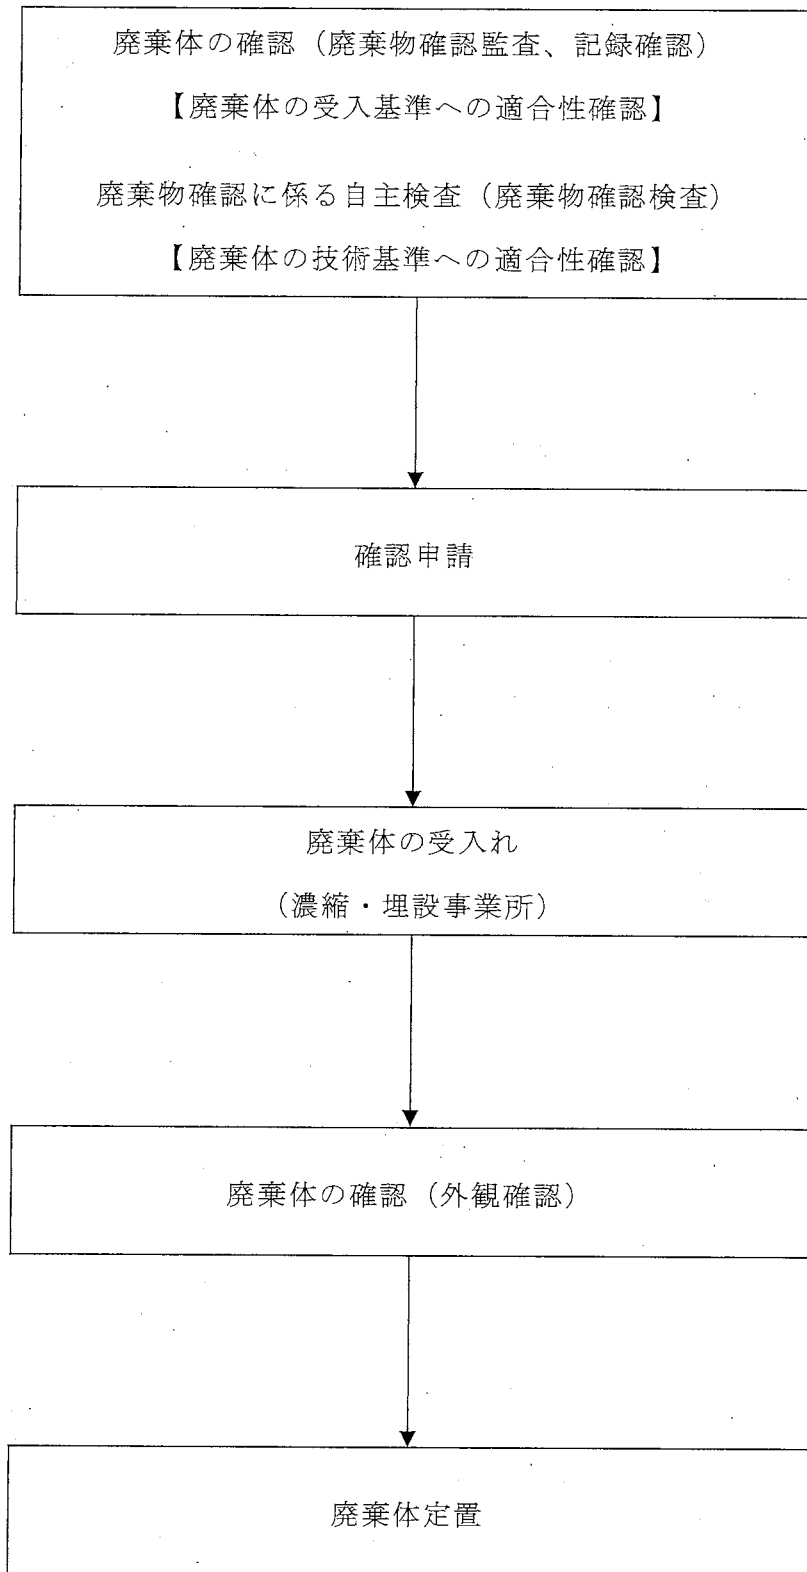 廃棄体の確認（廃棄物確認監査、記録確認）
【廃棄体の受入基準への適合性確認】
廃棄物確認に係る自主検査（廃棄物確認検査）
【廃棄体の技術基準への適合性確認】
確認申請
廃棄体の受入れ
（濃縮・埋設事業所）
廃棄体の確認（外観確認）
廃棄体定置